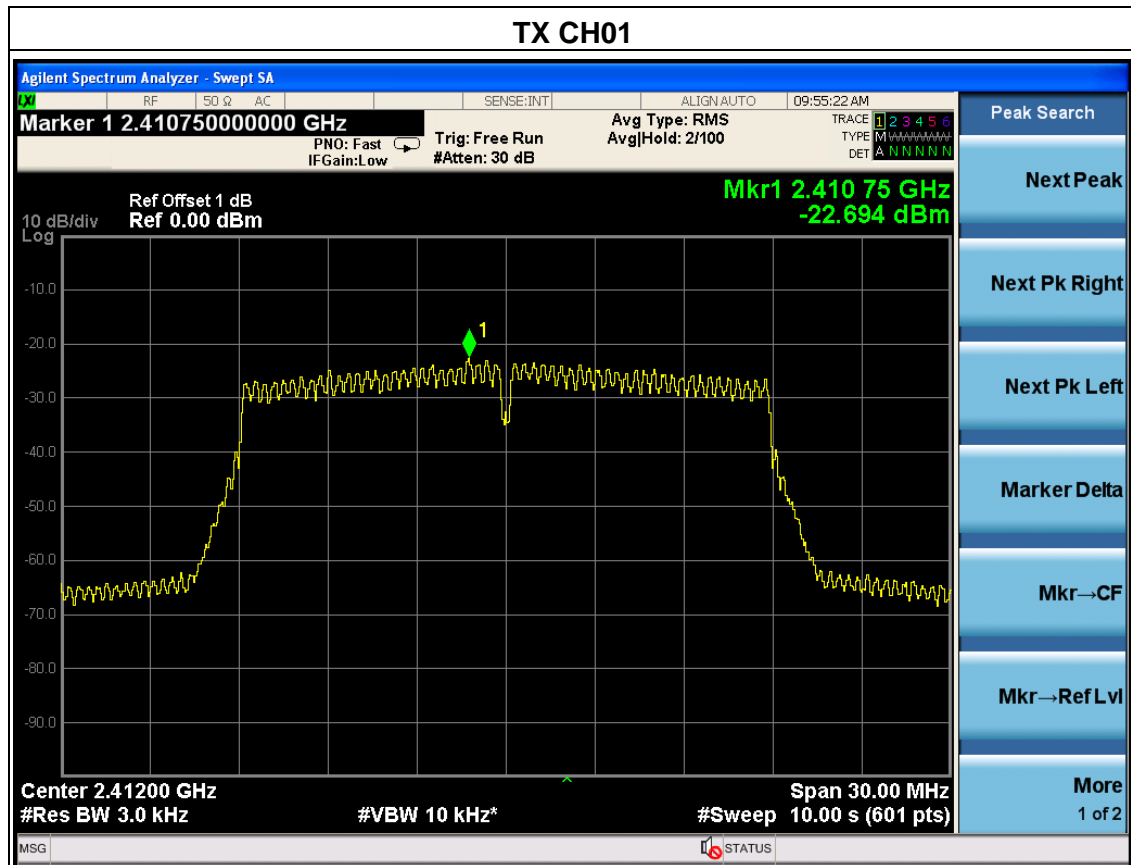 TX CH01
Agilent Spectrum Analyzer - Swept SA
LXI RF 50 Ω AC SENSE:INT ALIGN AUTO 09:55:22 AM
Marker 1 2.410750000000 GHz
PNO: Fast
IFGain:Low
Trig: Free Run
#Atten: 30 dB
Avg Type: RMS
Avg|Hold: 2/100
TRACE 1 2 3 4 5 6
TYPE M
DET A N N N N N
Ref Offset 1 dB
Ref 0.00 dBm
10 dB/div
Log
Mkr1 2.410 75 GHz
-22.694 dBm
1
-10.0
-20.0
-30.0
-40.0
-50.0
-60.0
-70.0
-80.0
-90.0
Center 2.41200 GHz
#Res BW 3.0 kHz
#VBW 10 kHz*
Span 30.00 MHz
#Sweep 10.00 s (601 pts)
MSG
STATUS
Peak Search
Next Peak
Next Pk Right
Next Pk Left
Marker Delta
Mkr→CF
Mkr→Ref Lvl
More
1 of 2